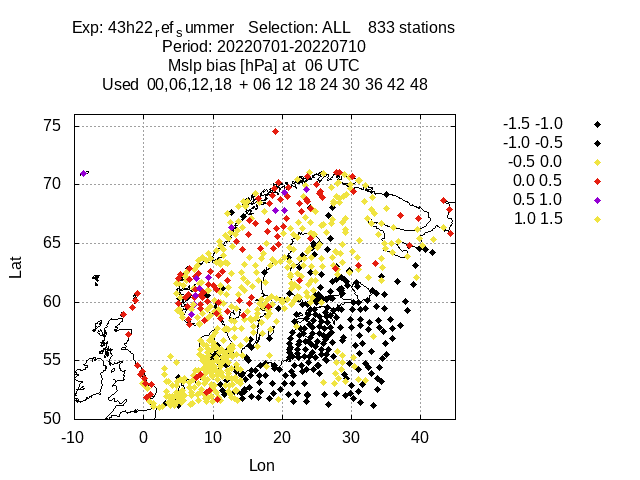 Exp: 43h22refsummer Selection: ALL 833 stations
Period: 20220701-20220710
Mslp bias [hPa] at 06 UTC
Used 00,06,12,18 + 06 12 18 24 30 36 42 48
-1.5 -1.0
-1.0 -0.5
-0.5 0.0
0.0 0.5
0.5 1.0
1.0 1.5
75
70
65
60
55
50
Lat
-10 0 10 20 30 40
Lon